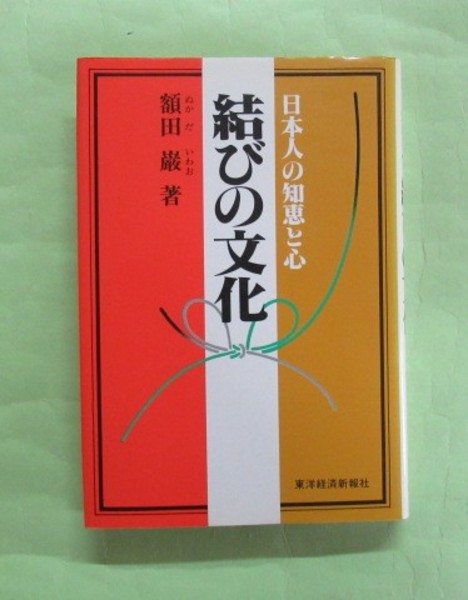 日本人の知恵と心
結びの文化
額田 巌 著
ぬか だ
いわお
東洋経済新報社